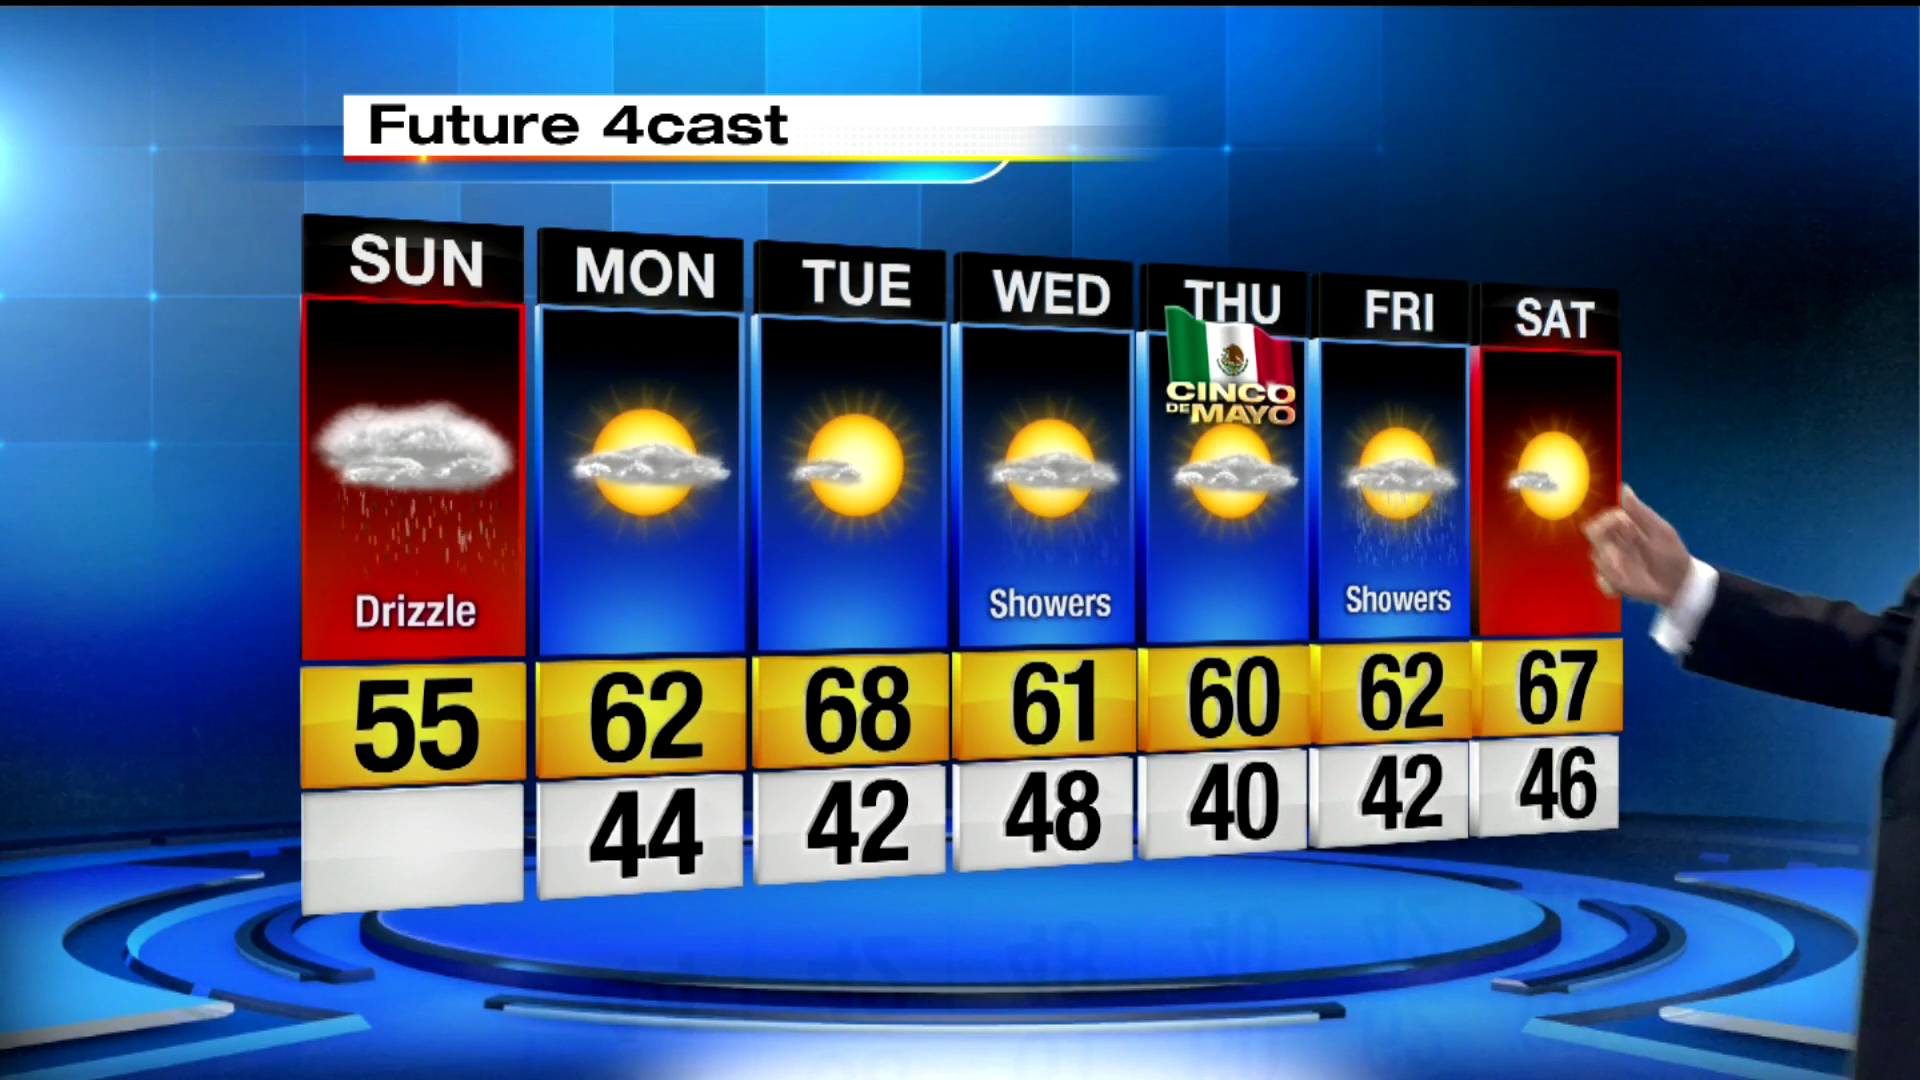 Future 4cast
SUN MON TUE WED THU FRI SAT
CINCO
DE MAYO
Drizzle Showers Showers
55 62 68 61 60 62 67
44 42 48 40 42 46